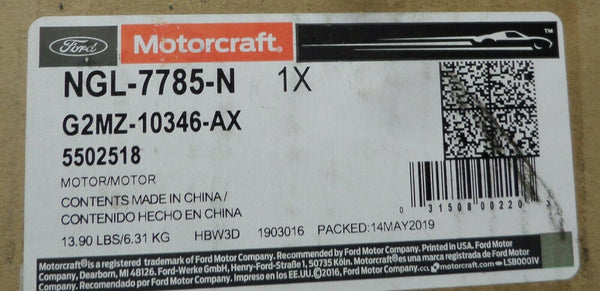 Ford Motorcraft®
NGL-7785-N 1X
G2MZ-10346-AX
5502518
MOTOR/MOTOR
CONTENTS MADE IN CHINA/
CONTENIDO HECHO EN CHINA
0 31508 00220
13.90 LBS/6.31 KG HBW3D 1903016 PACKED:14MAY2019
Motorcraft® is a registered trademark of Ford Motor Company. Recommended by Ford Motor Company. Printed in USA. Ford Motor
Company, Dearborn, MI 48126. Ford-Werke GmbH, Henry-Ford-Straße 1, 50735 Köln. Motorcraft® es marca registrada de Ford Motor
Company. Recomendado por Ford Motor Company. Impreso en los EE.UU. ©2016, Ford Motor Company. LSB0001V